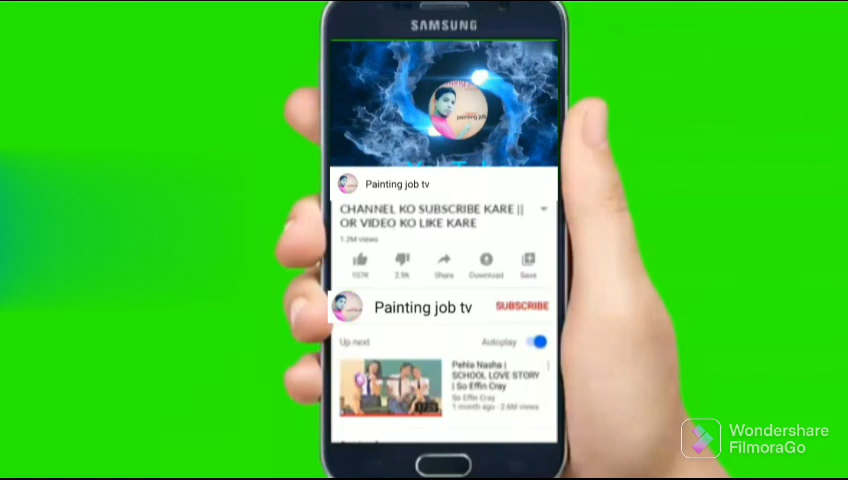 SAMSUNG
painting job
Painting job tv
CHANNEL KO SUBSCRIBE KARE ||
OR VIDEO KO LIKE KARE
1.2M views
107K
2.9K
Share
Download
Save
Painting job tv
SUBSCRIBE
Up next
Autoplay
Pehla Nasha |
SCHOOL LOVE STORY
| So Effin Cray
So Effin Cray
1 month ago · 2.6M views
Wondershare
FilmoraGo